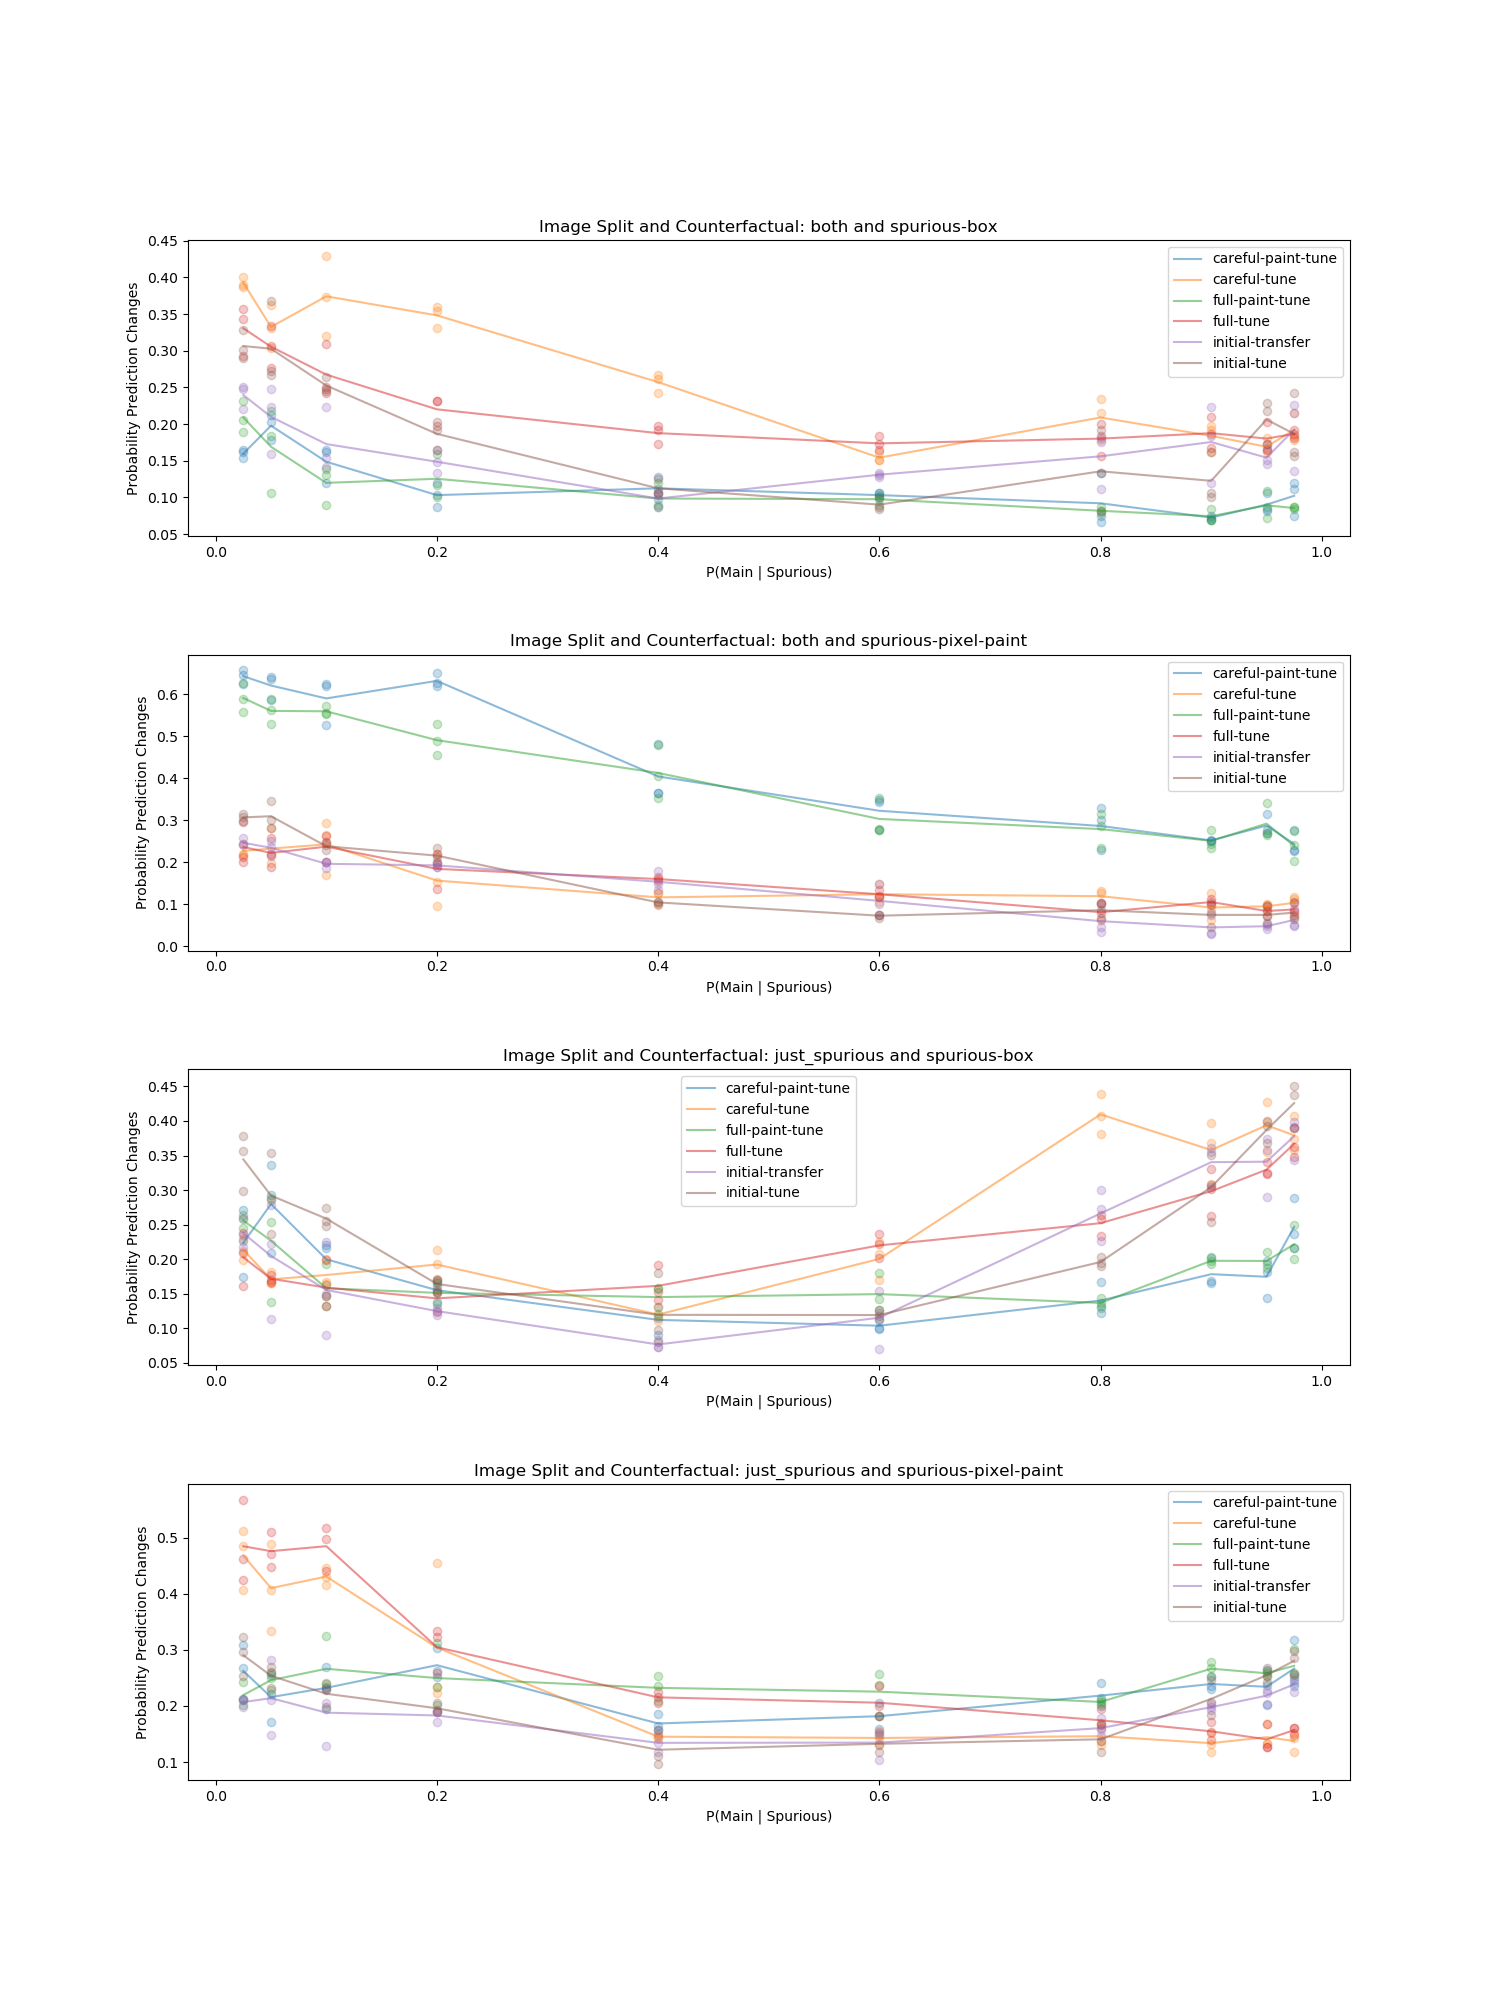 Image Split and Counterfactual: both and spurious-box
Probability Prediction Changes
0.45
0.40
0.35
0.30
0.25
0.20
0.15
0.10
0.05
careful-paint-tune
careful-tune
full-paint-tune
full-tune
initial-transfer
initial-tune
0.0 0.2 0.4 0.6 0.8 1.0
P(Main | Spurious)
Image Split and Counterfactual: both and spurious-pixel-paint
Probability Prediction Changes
0.6
0.5
0.4
0.3
0.2
0.1
0.0
careful-paint-tune
careful-tune
full-paint-tune
full-tune
initial-transfer
initial-tune
0.0 0.2 0.4 0.6 0.8 1.0
P(Main | Spurious)
Image Split and Counterfactual: just_spurious and spurious-box
Probability Prediction Changes
0.45
0.40
0.35
0.30
0.25
0.20
0.15
0.10
0.05
careful-paint-tune
careful-tune
full-paint-tune
full-tune
initial-transfer
initial-tune
0.0 0.2 0.4 0.6 0.8 1.0
P(Main | Spurious)
Image Split and Counterfactual: just_spurious and spurious-pixel-paint
Probability Prediction Changes
0.5
0.4
0.3
0.2
0.1
careful-paint-tune
careful-tune
full-paint-tune
full-tune
initial-transfer
initial-tune
0.0 0.2 0.4 0.6 0.8 1.0
P(Main | Spurious)